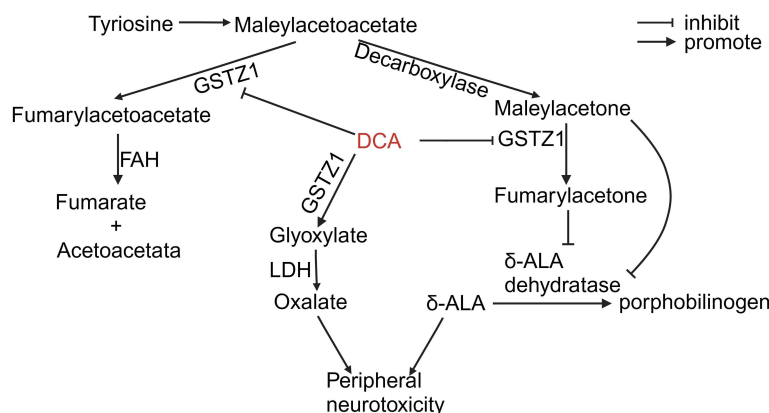 Tyriosine
Maleylacetoacetate
inhibit
promote
GSTZ1
Decarboxylase
Fumarylacetoacetate
Maleylacetone
DCA
GSTZ1
FAH
GSTZ1
Fumarate
+
Acetoacetata
Fumarylacetone
Glyoxylate
LDH
δ-ALA
dehydratase
Oxalate
δ-ALA
porphobilinogen
Peripheral
neurotoxicity